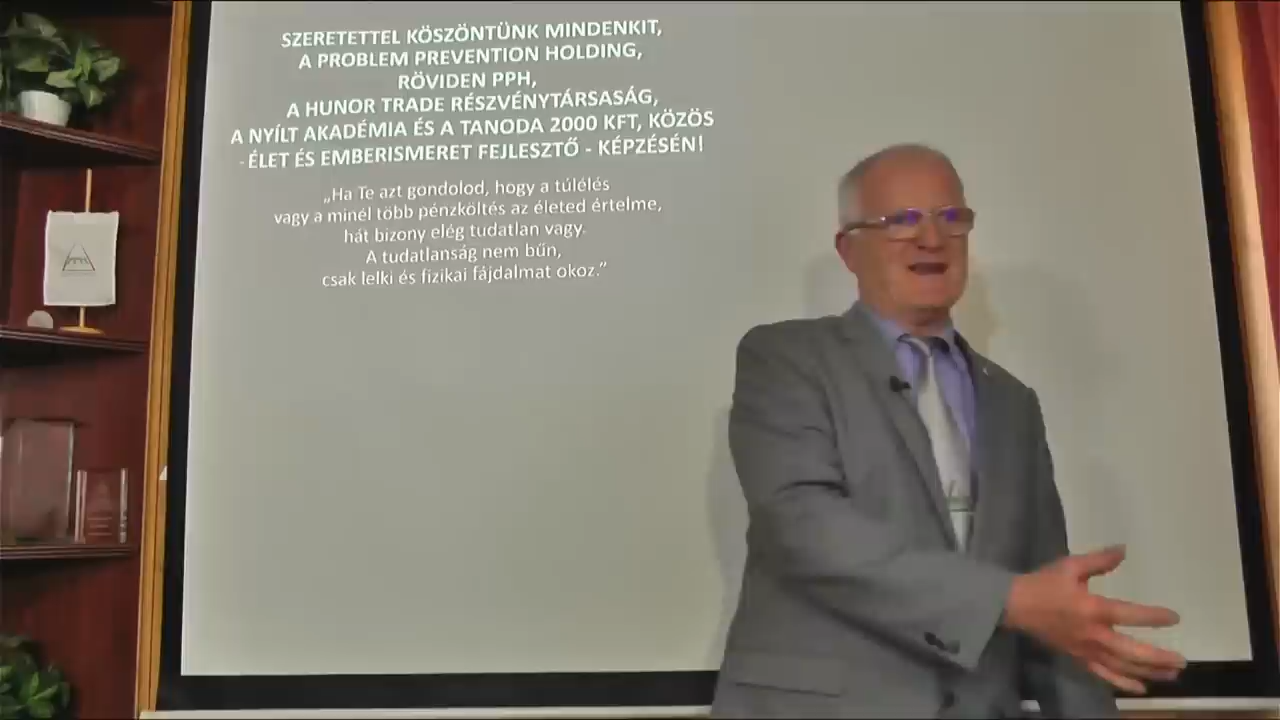 SZERETETTEL KÖSZÖNTÜNK MINDENKIT,
A PROBLEM PREVENTION HOLDING,
RÖVIDEN PPH,
A HUNOR TRADE RÉSZVÉNYTÁRSASÁG,
A NYÍLT AKADÉMIA ÉS A TANODA 2000 KFT, KÖZÖS
- ÉLET ÉS EMBERISMERET FEJLESZTŐ - KÉPZÉSÉN!
„Ha Te azt gondolod, hogy a túlélés
vagy a minél több pénzköltés az életed értelme,
hát bizony elég tudatlan vagy.
A tudatlanság nem bűn,
csak lelki és fizikai fájdalmat okoz.”